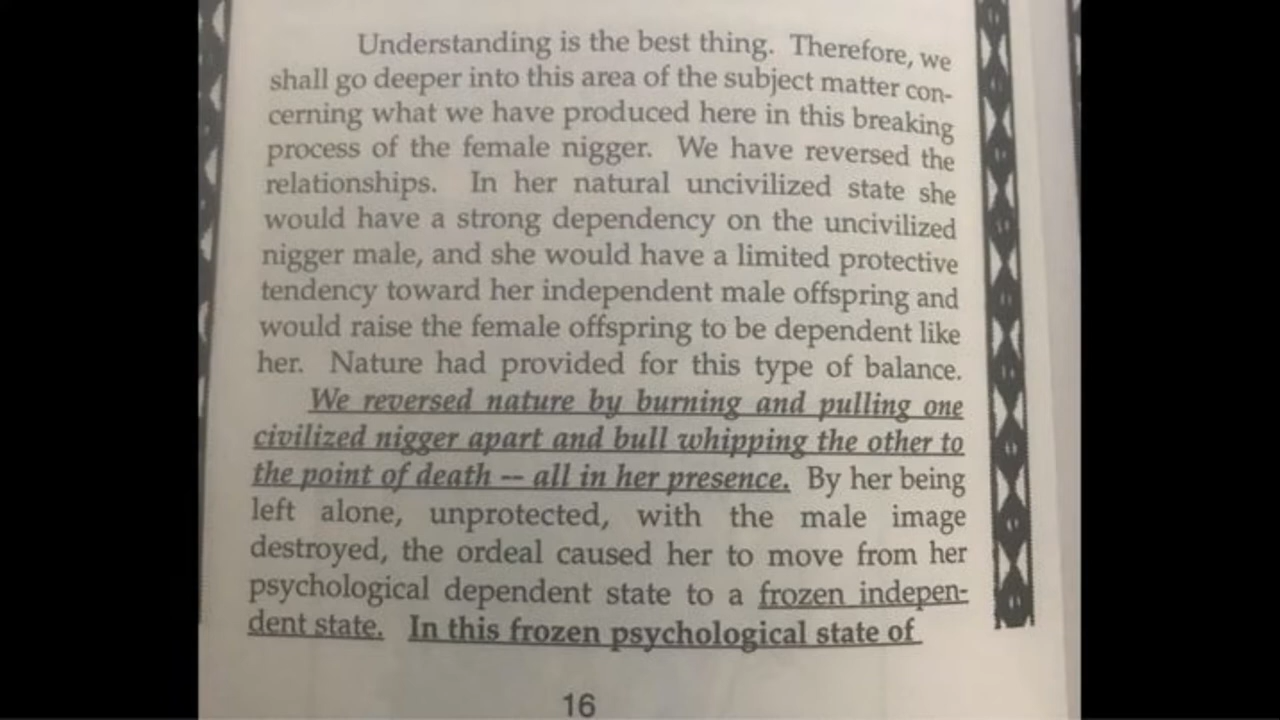 Understanding is the best thing. Therefore, we
shall go deeper into this area of the subject matter con-
cerning what we have produced here in this breaking
process of the female nigger. We have reversed the
relationships. In her natural uncivilized state she
would have a strong dependency on the uncivilized
nigger male, and she would have a limited protective
tendency toward her independent male offspring and
would raise the female offspring to be dependent like
her. Nature had provided for this type of balance.
We reversed nature by burning and pulling one
civilized nigger apart and bull whipping the other to
the point of death -- all in her presence. By her being
left alone, unprotected, with the male image
destroyed, the ordeal caused her to move from her
psychological dependent state to a frozen indepen-
dent state. In this frozen psychological state of
16